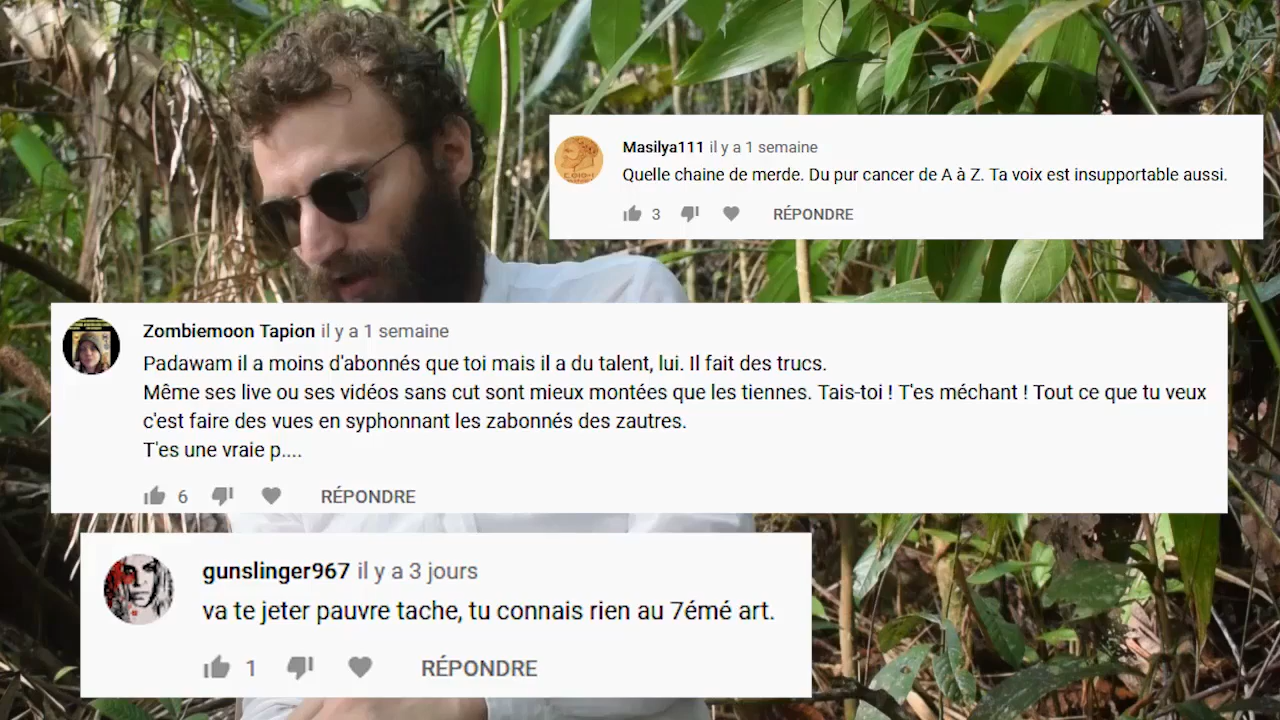 Masilya111 il y a 1 semaine
Quelle chaine de merde. Du pur cancer de A à Z. Ta voix est insupportable aussi.
3 RÉPONDRE
Zombiemoon Tapion il y a 1 semaine
Padawam il a moins d'abonnés que toi mais il a du talent, lui. Il fait des trucs.
Même ses live ou ses vidéos sans cut sont mieux montées que les tiennes. Tais-toi ! T'es méchant ! Tout ce que tu veux
c'est faire des vues en syphonnant les zabonnés des zautres.
T'es une vraie p....
6 RÉPONDRE
gunslinger967 il y a 3 jours
va te jeter pauvre tache, tu connais rien au 7émé art.
1 RÉPONDRE